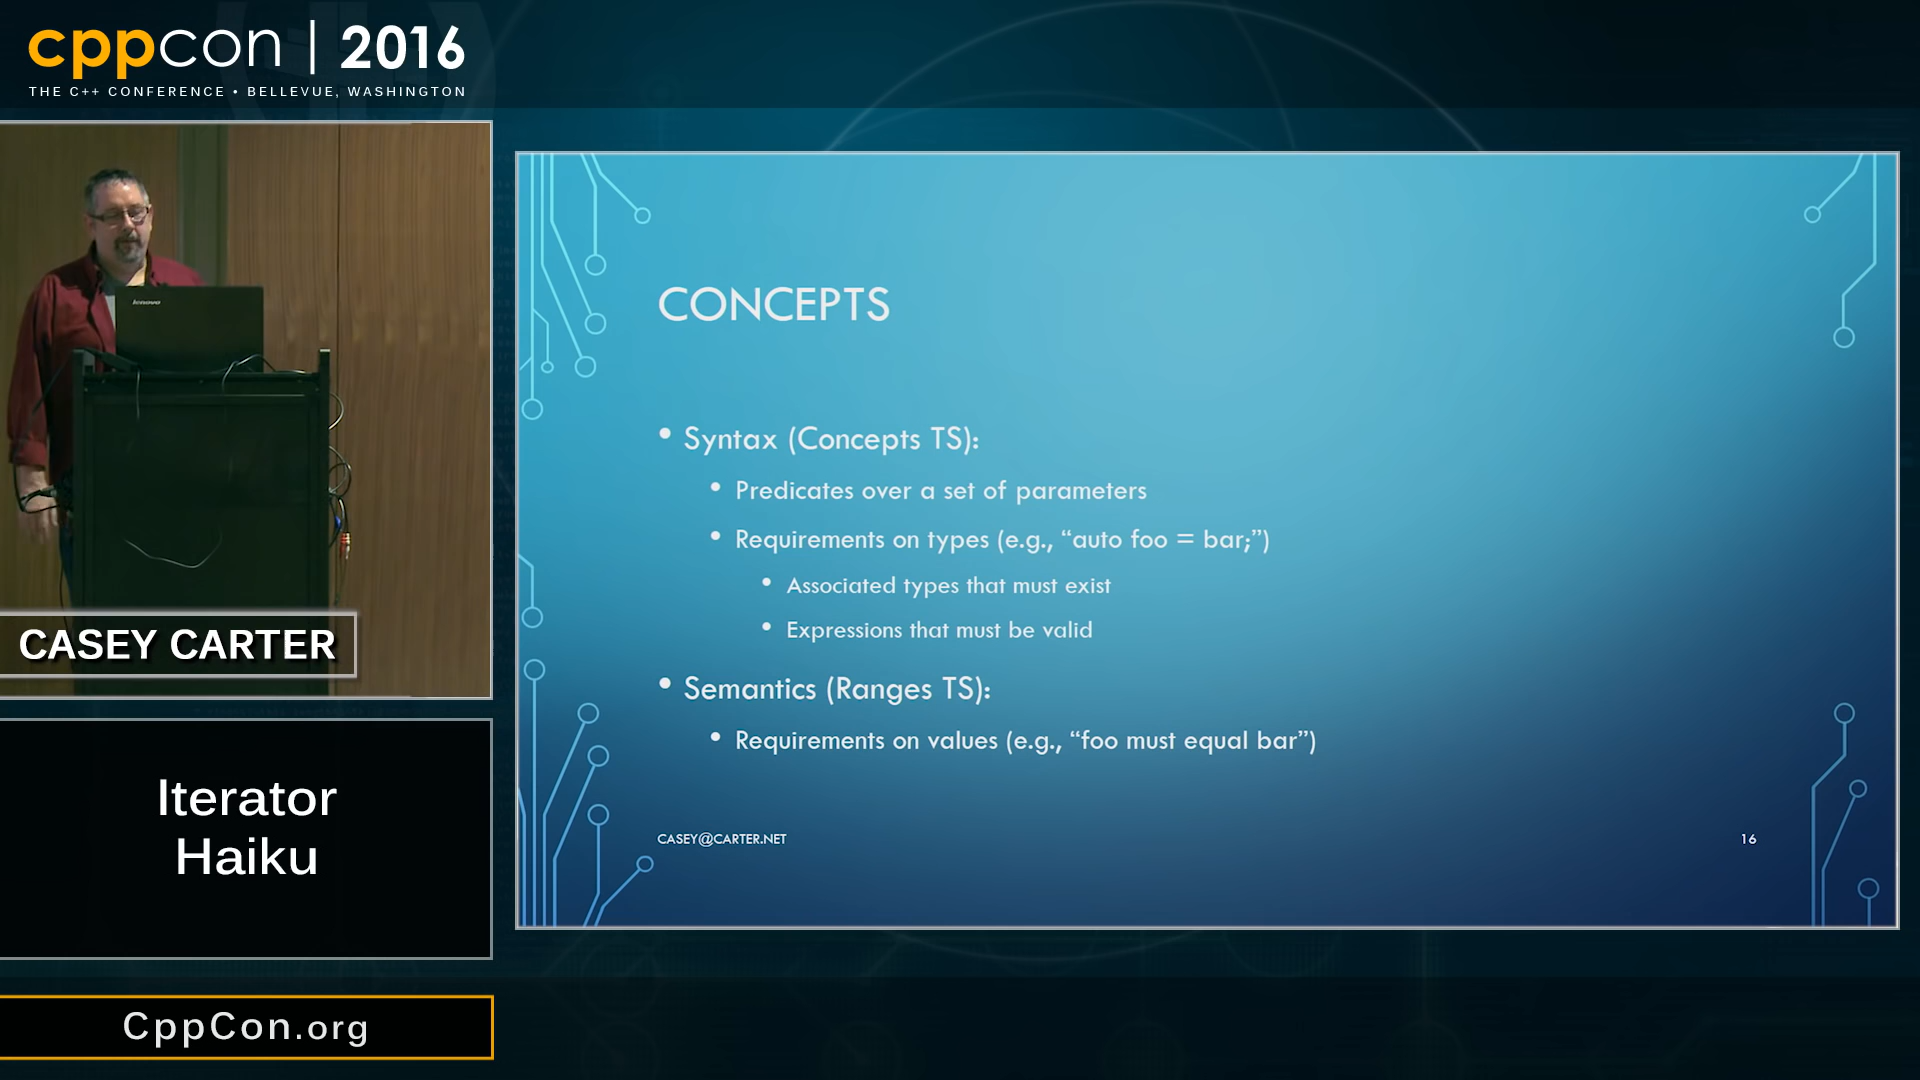 cppcon | 2016
THE C++ CONFERENCE • BELLEVUE, WASHINGTON
lenovo
CASEY CARTER
Iterator
Haiku
CppCon.org
CONCEPTS
• Syntax (Concepts TS):
• Predicates over a set of parameters
• Requirements on types (e.g., “auto foo = bar;”)
• Associated types that must exist
• Expressions that must be valid
• Semantics (Ranges TS):
• Requirements on values (e.g., “foo must equal bar”)
CASEY@CARTER.NET
16